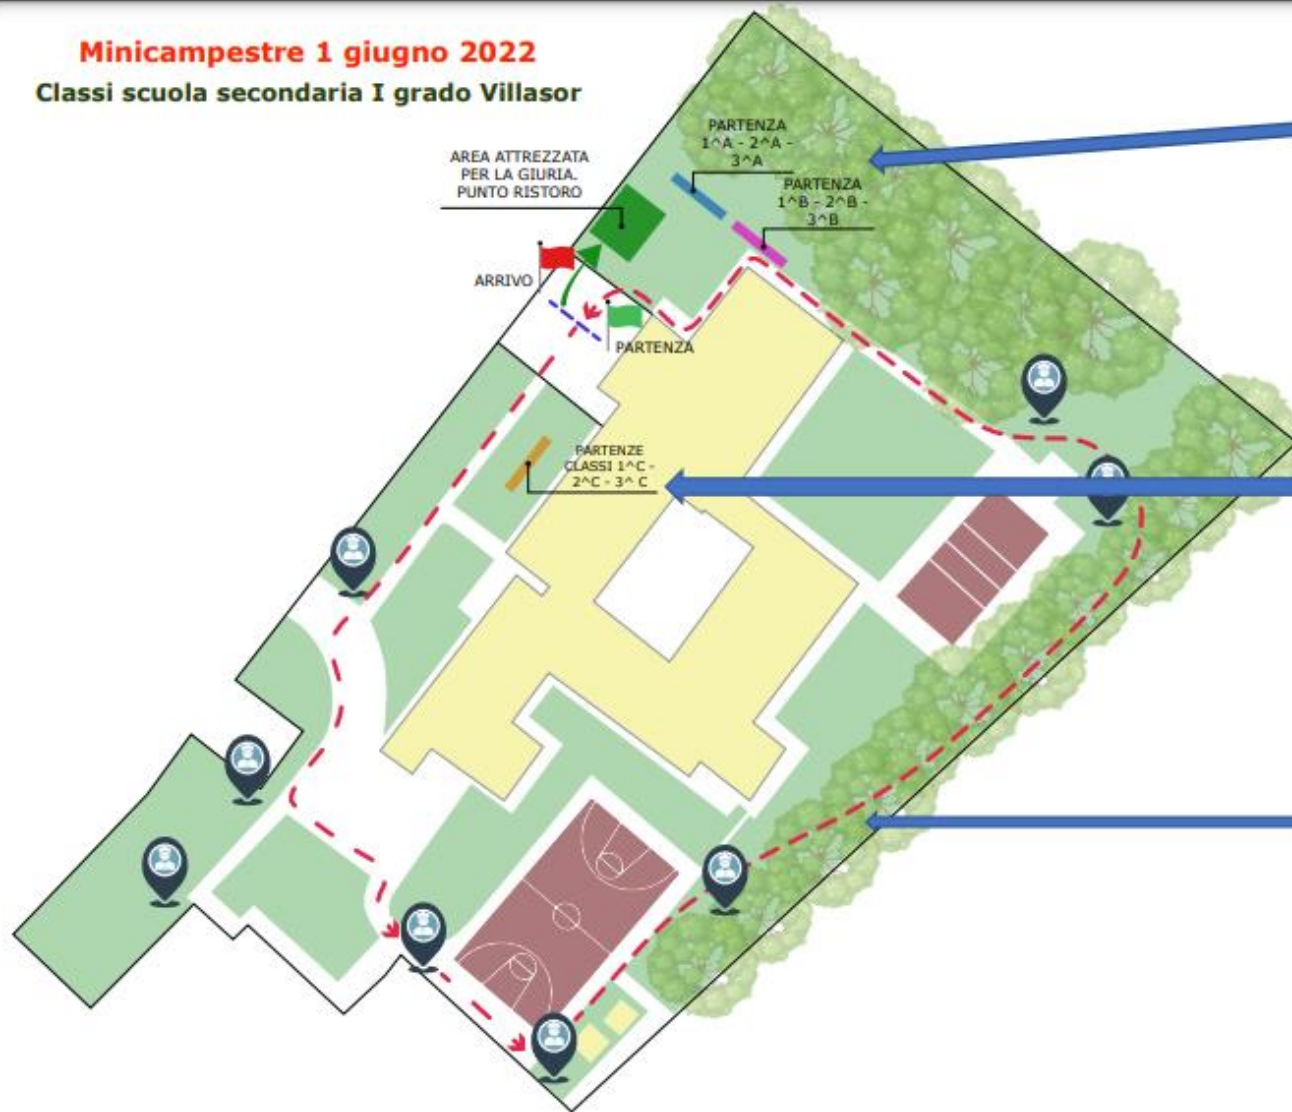 Minicampestre 1 giugno 2022
Classi scuola secondaria I grado Villasor
PARTENZA
1^A - 2^A -
3^A
AREA ATTREZZATA
PER LA GIURIA.
PUNTO RISTORO
PARTENZA
1^B - 2^B -
3^B
ARRIVO
PARTENZA
PARTENZE
CLASSI 1^C -
2^C - 3^ C